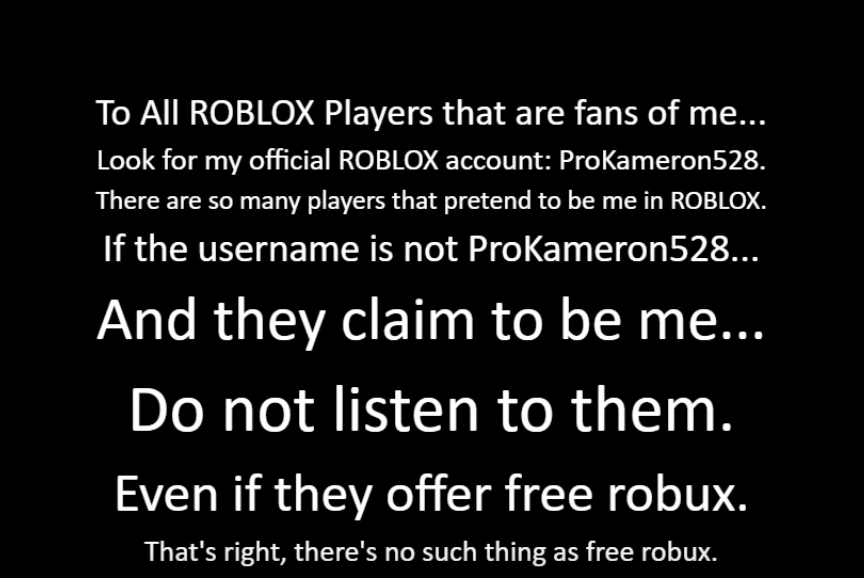 To All ROBLOX Players that are fans of me...
Look for my official ROBLOX account: ProKameron528.
There are so many players that pretend to be me in ROBLOX.
If the username is not ProKameron528...
And they claim to be me...
Do not listen to them.
Even if they offer free robux.
That's right, there's no such thing as free robux.